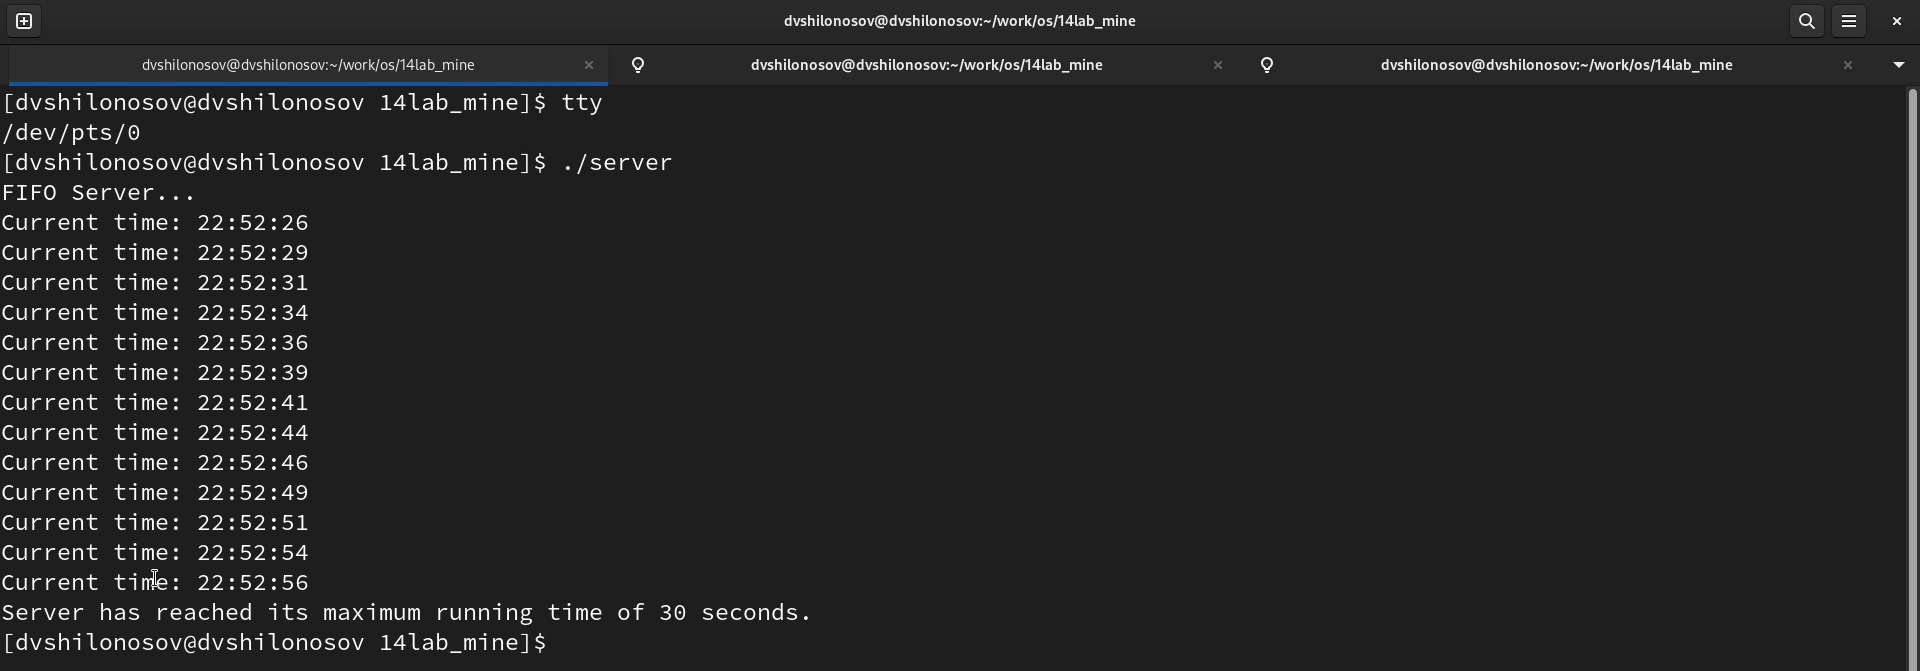 dvshilonosov@dvshilonosov:~/work/os/14lab_mine
dvshilonosov@dvshilonosov:~/work/os/14lab_mine
dvshilonosov@dvshilonosov:~/work/os/14lab_mine
dvshilonosov@dvshilonosov:~/work/os/14lab_mine
[dvshilonosov@dvshilonosov 14lab_mine]$ tty
/dev/pts/0
[dvshilonosov@dvshilonosov 14lab_mine]$ ./server
FIFO Server...
Current time: 22:52:26
Current time: 22:52:29
Current time: 22:52:31
Current time: 22:52:34
Current time: 22:52:36
Current time: 22:52:39
Current time: 22:52:41
Current time: 22:52:44
Current time: 22:52:46
Current time: 22:52:49
Current time: 22:52:51
Current time: 22:52:54
Current time: 22:52:56
Server has reached its maximum running time of 30 seconds.
[dvshilonosov@dvshilonosov 14lab_mine]$